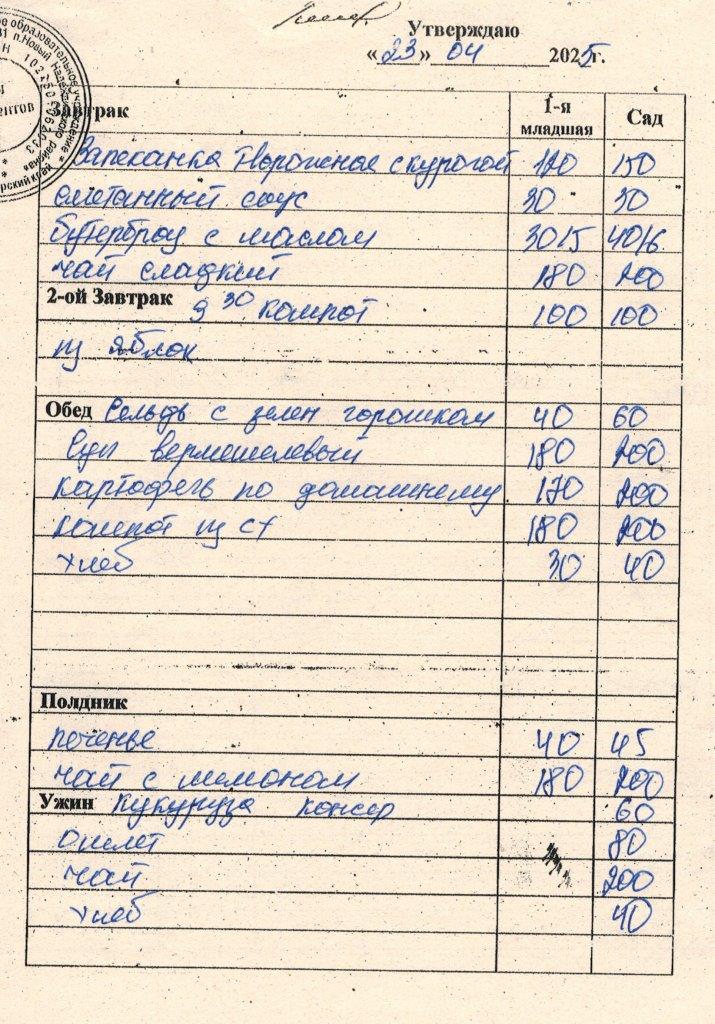 Утверждаю
«23» 04 2025г.
Завтрак 1-я младшая Сад
Запеканка творожная с курагой 120 150
сметанный соус 30 30
бутерброд с маслом 30/5 40/6
чай сладкий 180 200
2-ой Завтрак 9 30 компот 100 100
из яблок
Обед Сельдь с зелен горошком 40 60
Суп вермешелевый 180 200
картофель по домашнему 170 200
компот из сх 180 200
хлеб 30 40
Полдник
печенье 40 45
чай с лимоном 180 200
Ужин кукуруза консер 60
омлет 80
чай 200
хлеб 40